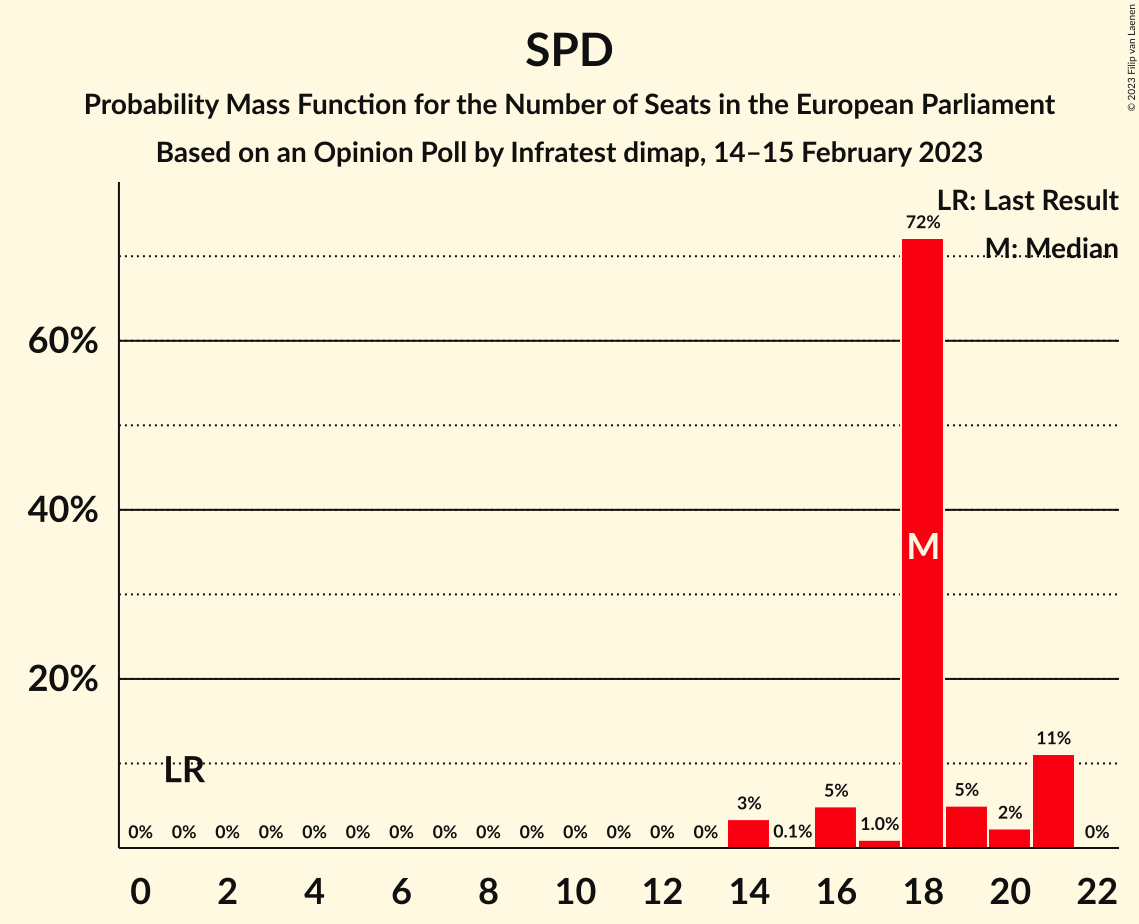 SPD
Probability Mass Function for the Number of Seats in the European Parliament
Based on an Opinion Poll by Infratest dimap, 14–15 February 2023
© 2023 Filip van Laenen
LR: Last Result
M: Median
72%
60%
40%
M
20%
LR
0% 0% 0% 0% 0% 0% 0% 0% 0% 0% 0% 0% 0% 0% 3% 0.1% 5% 1.0% 5% 2% 11% 0%
0 2 4 6 8 10 12 14 16 18 20 22